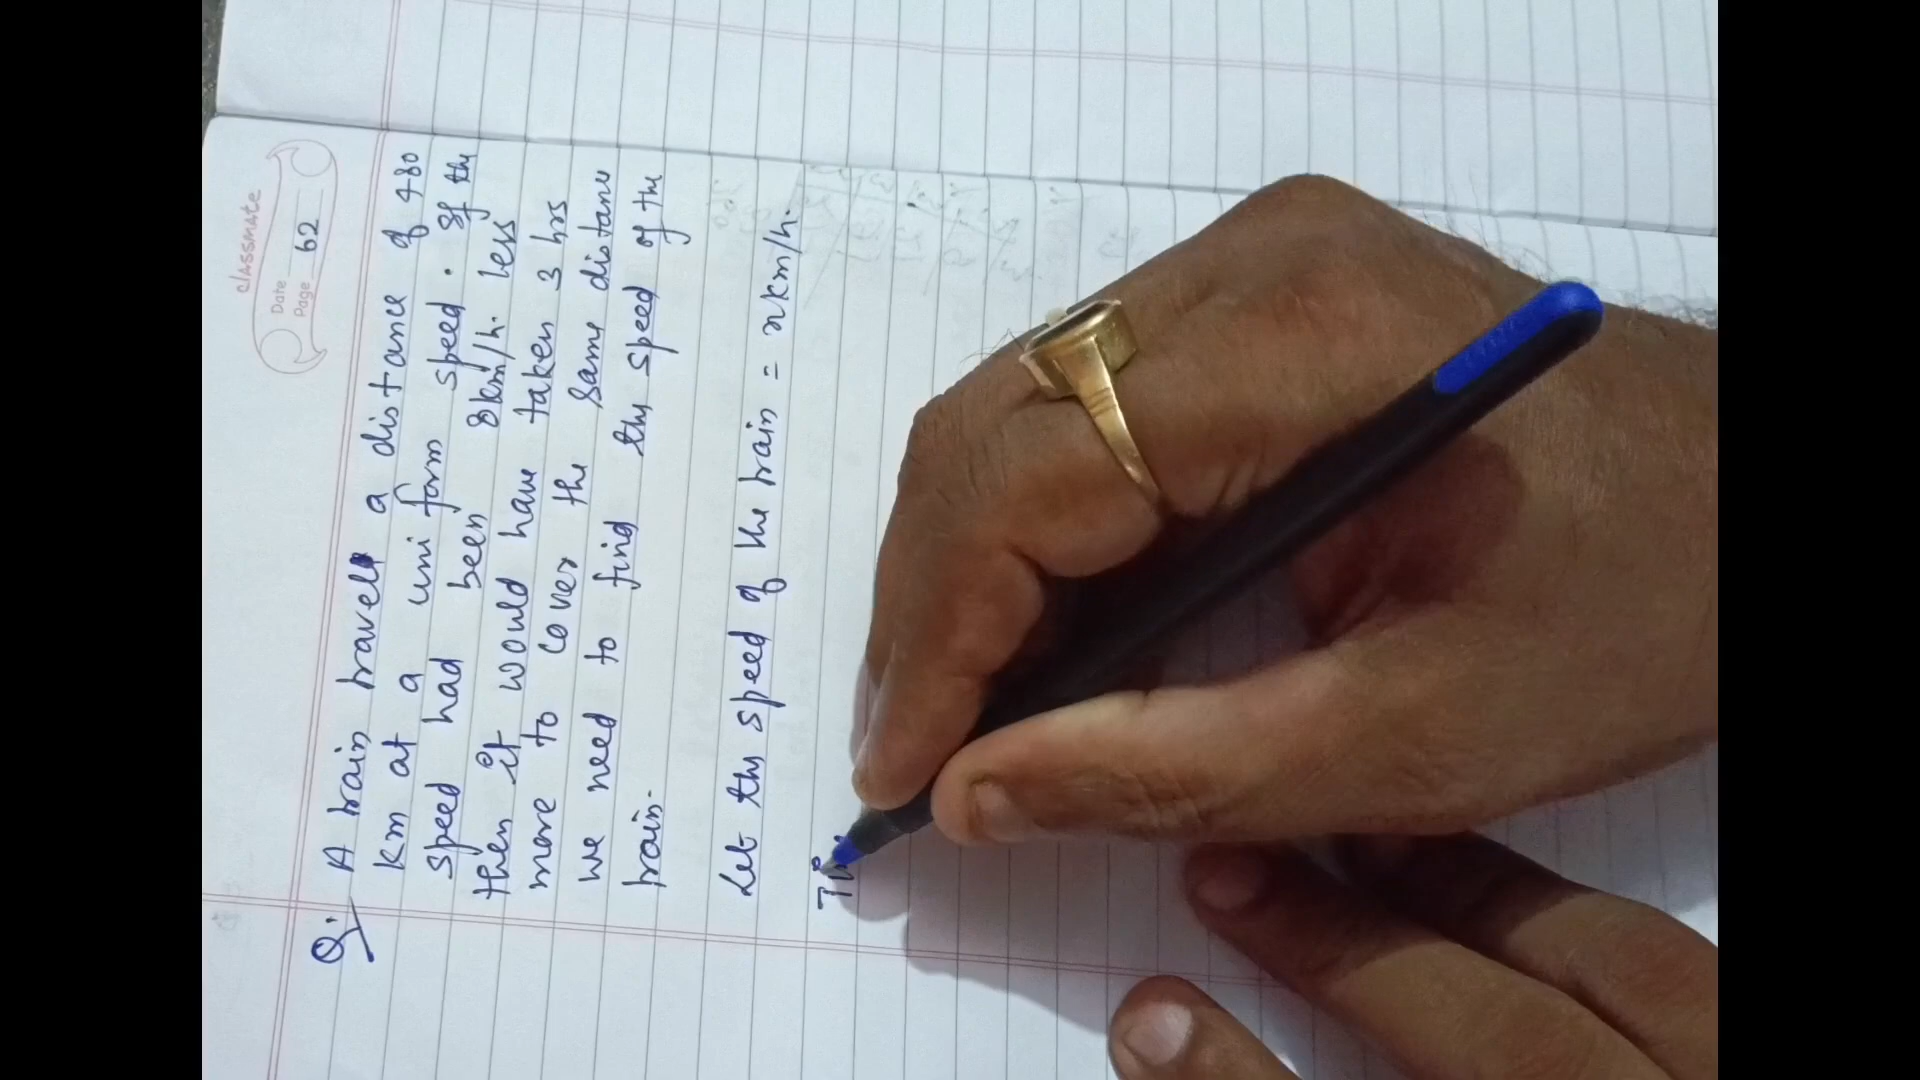 classmate
Date
Page 62
Q. A train travels a distance of 480
km at a uniform speed. If the
speed had been 8km/h. less
then it would have taken 3 hrs
more to cover the same distance
we need to find the speed of the
train.
Let the speed of the train = x km/h.